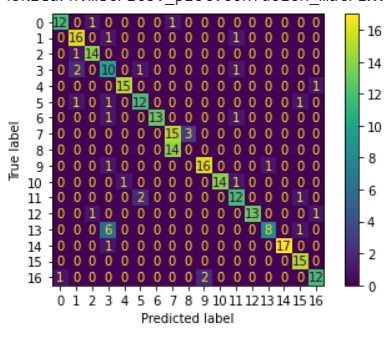 0 12 0 1 0 0 0 0 1 0 0 0 0 0 0 0 0 0
1 0 16 0 1 0 0 0 0 0 0 0 1 0 0 0 0 0
2 0 1 14 0 0 0 0 0 0 0 0 0 0 0 0 0 0
3 0 2 0 10 0 1 0 0 0 0 0 1 0 0 0 0 0
4 0 0 0 0 15 0 0 0 0 0 0 0 0 0 0 0 1
5 0 1 0 1 0 12 0 0 0 0 0 0 0 0 0 1 0
6 0 0 0 1 0 0 13 0 0 0 0 1 0 0 0 0 0
7 0 0 0 0 0 0 0 15 3 0 0 0 0 0 0 0 0
8 0 0 0 0 0 0 0 14 0 0 0 0 0 0 0 0 0
9 0 0 0 1 0 0 0 0 0 16 0 0 0 1 0 0 0
10 0 0 0 0 1 0 0 0 0 0 14 1 0 0 0 0 0
11 0 0 0 0 0 2 0 0 0 0 0 12 0 0 0 1 0
12 0 0 1 0 0 0 0 0 0 0 0 0 13 0 0 0 1
13 0 0 0 6 0 0 0 0 0 0 0 0 0 8 0 1 0
14 0 0 0 1 0 0 0 0 0 0 0 0 0 0 17 0 0
15 0 0 0 0 0 0 0 0 0 0 0 0 0 0 0 15 0
16 1 0 0 0 0 0 0 0 0 2 0 0 0 0 0 0 12
0 1 2 3 4 5 6 7 8 9 10 11 12 13 14 15 16
Predicted label
True label
16
14
12
10
8
6
4
2
0